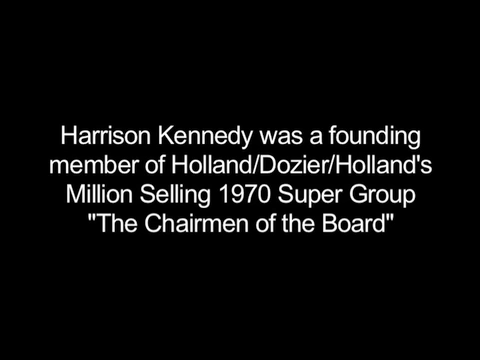 Harrison Kennedy was a founding
member of Holland/Dozier/Holland's
Million Selling 1970 Super Group
"The Chairmen of the Board"